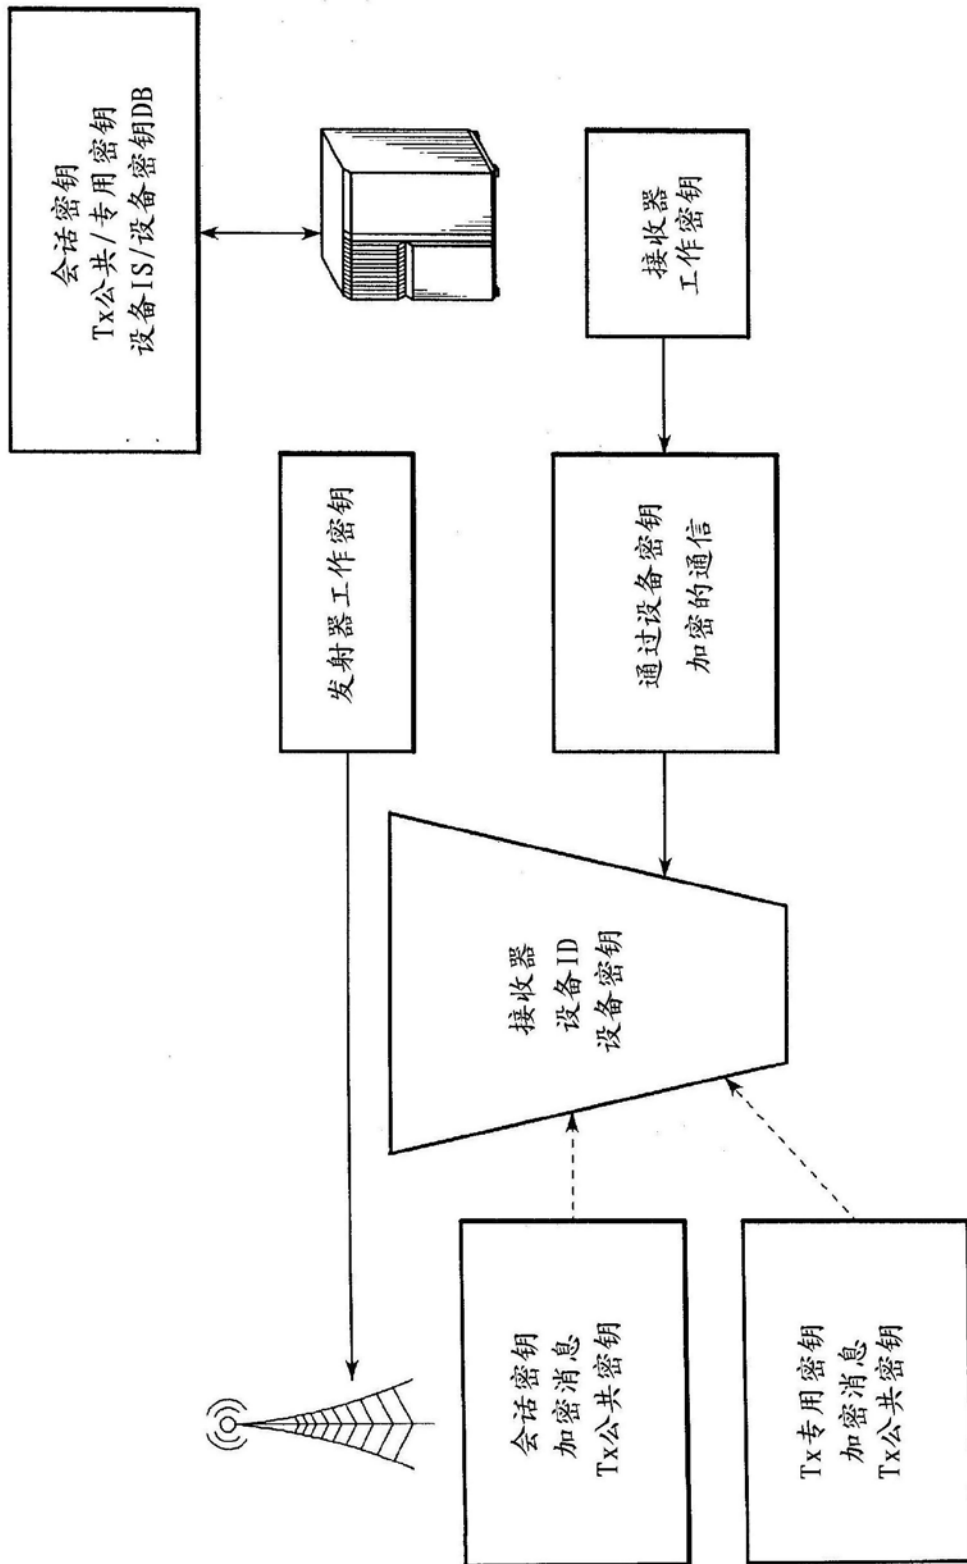 会话密钥
Tx公共/专用密钥
设备IS/设备密钥DB
发射器工作密钥
接收器
工作密钥
通过设备密钥
加密的通信
接收器
设备ID
设备密钥
会话密钥
加密消息
Tx公共密钥
Tx专用密钥
加密消息
Tx公共密钥